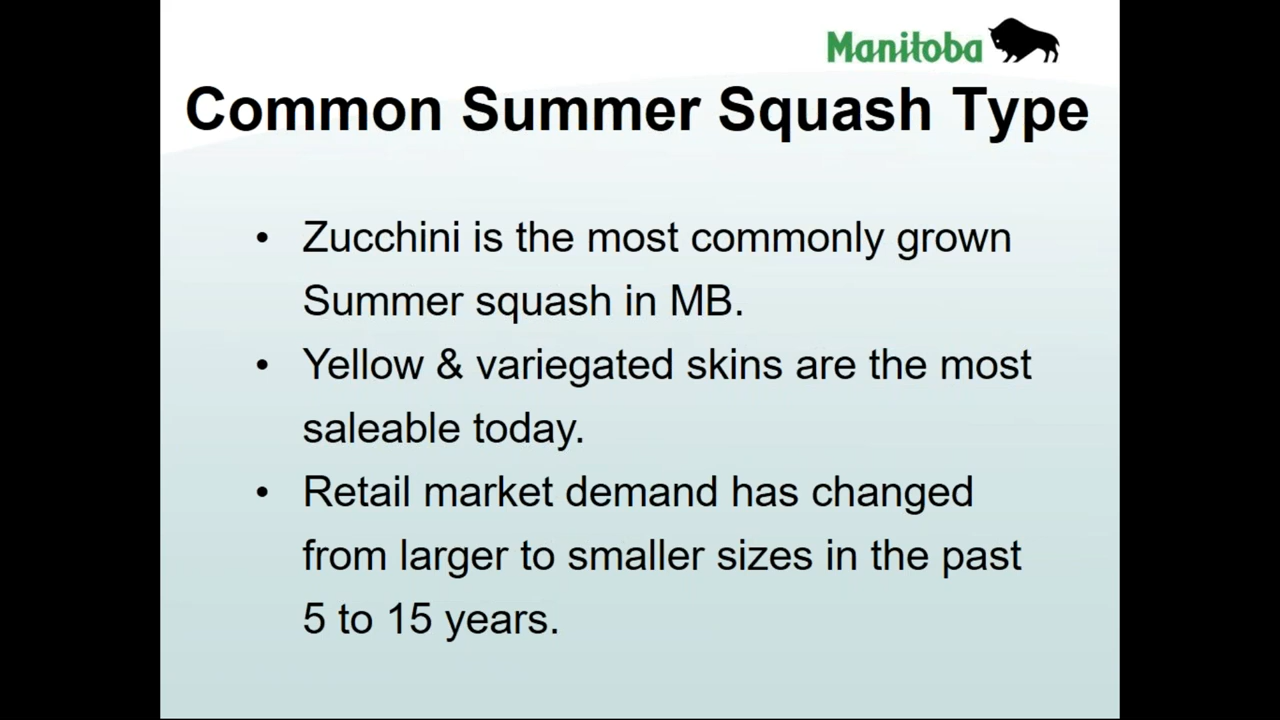 Manitoba
Common Summer Squash Type
• Zucchini is the most commonly grown
Summer squash in MB.
• Yellow & variegated skins are the most
saleable today.
• Retail market demand has changed
from larger to smaller sizes in the past
5 to 15 years.